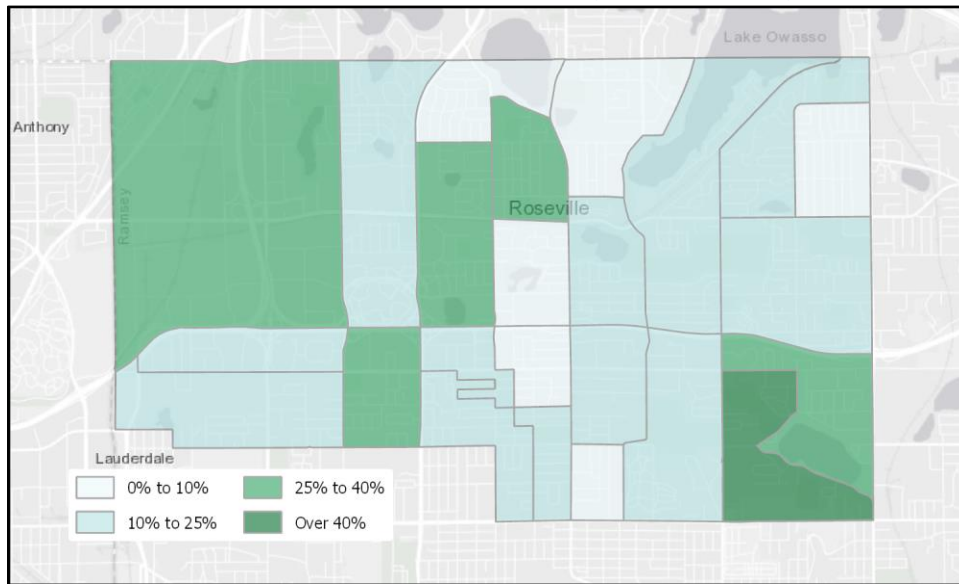 Lake Owasso
Anthony
Ramsey
Roseville
Lauderdale
0% to 10%
25% to 40%
10% to 25%
Over 40%